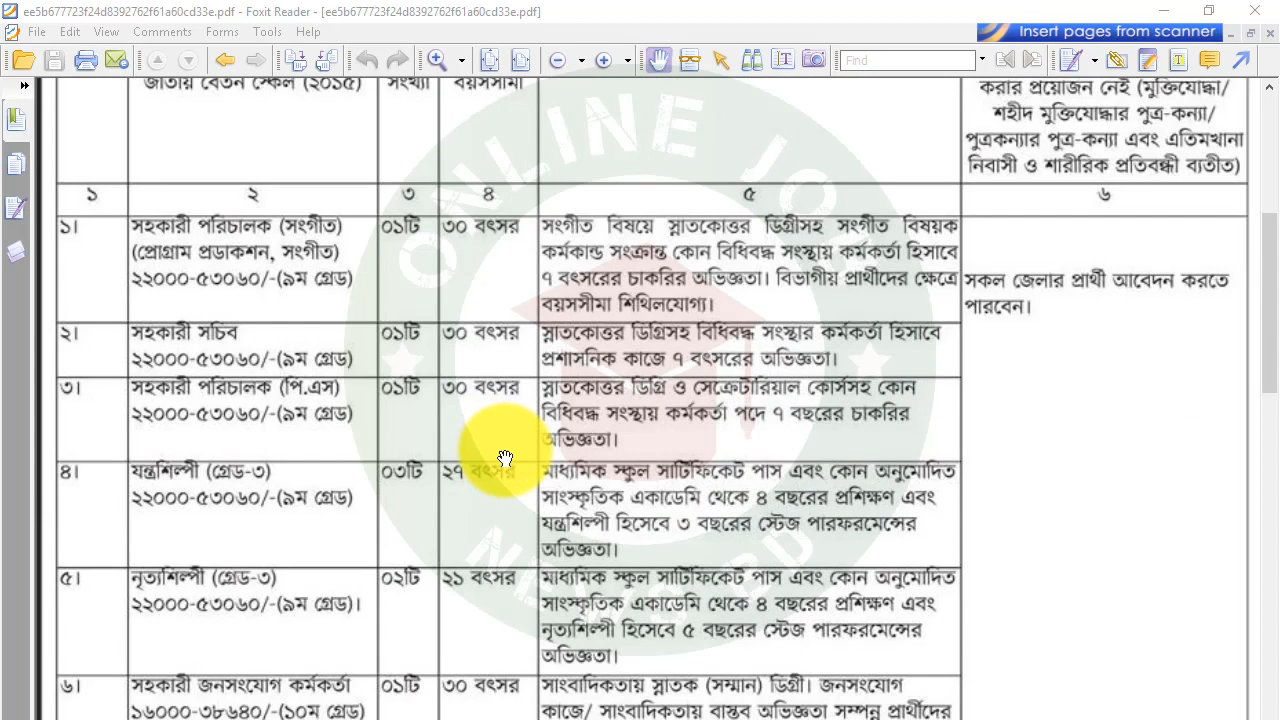 ee5b677723f24d8392762f61a60cd33e.pdf - Foxit Reader - [ee5b677723f24d8392762f61a60cd33e.pdf]
File Edit View Comments Forms Tools
Insert pages from scanner
Find
জাতীয় বেতন স্কেল (২০১৫) সংখ্যা বয়সসীমা
করার প্রয়োজন নেই (মুক্তিযোদ্ধা/
শহীদ মুক্তিযোদ্ধার পুত্র-কন্যা/
পুত্রকন্যার পুত্র-কন্যা এবং এতিমখানা
নিবাসী ও শারীরিক প্রতিবন্ধী ব্যতীত)
১ ২ ৩ ৪ ৫ ৬
১। সহকারী পরিচালক (সংগীত) ০১টি ৩০ বৎসর সংগীত বিষয়ে স্নাতকোত্তর ডিগ্রীসহ সংগীত বিষয়ক
(প্রোগ্রাম প্রডাকশন, সংগীত) কর্মকান্ড সংক্রান্ত কোন বিধিবদ্ধ সংস্থায় কর্মকর্তা হিসাবে
২২০০০-৫৩০৬০/-(৯ম গ্রেড) ৭ বৎসরের চাকরির অভিজ্ঞতা। বিভাগীয় প্রার্থীদের ক্ষেত্রে
বয়সসীমা শিথিলযোগ্য।
সকল জেলার প্রার্থী আবেদন করতে
পারবেন।
২। সহকারী সচিব ০১টি ৩০ বৎসর স্নাতকোত্তর ডিগ্রিসহ বিধিবদ্ধ সংস্থার কর্মকর্তা হিসাবে
২২০০০-৫৩০৬০/-(৯ম গ্রেড) প্রশাসনিক কাজে ৭ বৎসরের অভিজ্ঞতা।
৩। সহকারী পরিচালক (পি.এস) ০১টি ৩০ বৎসর স্নাতকোত্তর ডিগ্রি ও সেক্রেটারিয়াল কোর্সসহ কোন
২২০০০-৫৩০৬০/-(৯ম গ্রেড) বিধিবদ্ধ সংস্থায় কর্মকর্তা পদে ৭ বছরের চাকরির
অভিজ্ঞতা।
৪। যন্ত্রশিল্পী (গ্রেড-৩) ০৩টি ২৭ বৎসর মাধ্যমিক স্কুল সার্টিফিকেট পাস এবং কোন অনুমোদিত
২২০০০-৫৩০৬০/-(৯ম গ্রেড) সাংস্কৃতিক একাডেমি থেকে ৪ বছরের প্রশিক্ষণ এবং
যন্ত্রশিল্পী হিসেবে ৩ বছরের স্টেজ পারফরমেন্সের
অভিজ্ঞতা।
৫। নৃত্যশিল্পী (গ্রেড-৩) ০২টি ২১ বৎসর মাধ্যমিক স্কুল সার্টিফিকেট পাস এবং কোন অনুমোদিত
২২০০০-৫৩০৬০/-(৯ম গ্রেড)। সাংস্কৃতিক একাডেমি থেকে ৪ বছরের প্রশিক্ষণ এবং
নৃত্যশিল্পী হিসেবে ৫ বছরের স্টেজ পারফরমেন্সের
অভিজ্ঞতা।
৬। সহকারী জনসংযোগ কর্মকর্তা ০১টি ৩০ বৎসর সাংবাদিকতায় স্নাতক (সম্মান) ডিগ্রী। জনসংযোগ
১৬০০০-৩৮৬৪০/-(১০ম গ্রেড) কাজে/ সাংবাদিকতায় বাস্তব অভিজ্ঞতা সম্পন্ন প্রার্থীদের
ONLINE JOB
NEWS BD